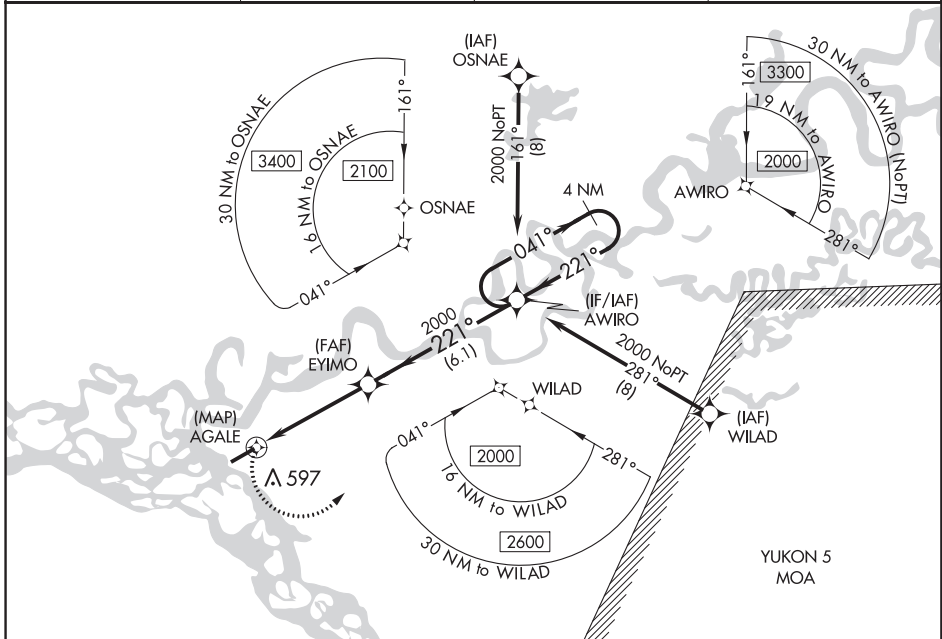 (IAF)
OSNAE
2000 NoPT
161°
(8)
30 NM to OSNAE
3400
16 NM to OSNAE
2100
161°
OSNAE
041°
161°
3300
30 NM to AWIRO (NoPT)
19 NM to AWIRO
2000
AWIRO
281°
4 NM
041°
221°
(IF/IAF)
AWIRO
2000
221°
(6.1)
(FAF)
EYIMO
2000 NoPT
281°
(8)
(IAF)
WILAD
(MAP)
AGALE
597
WILAD
041°
281°
2000
16 NM to WILAD
2600
30 NM to WILAD
YUKON 5
MOA